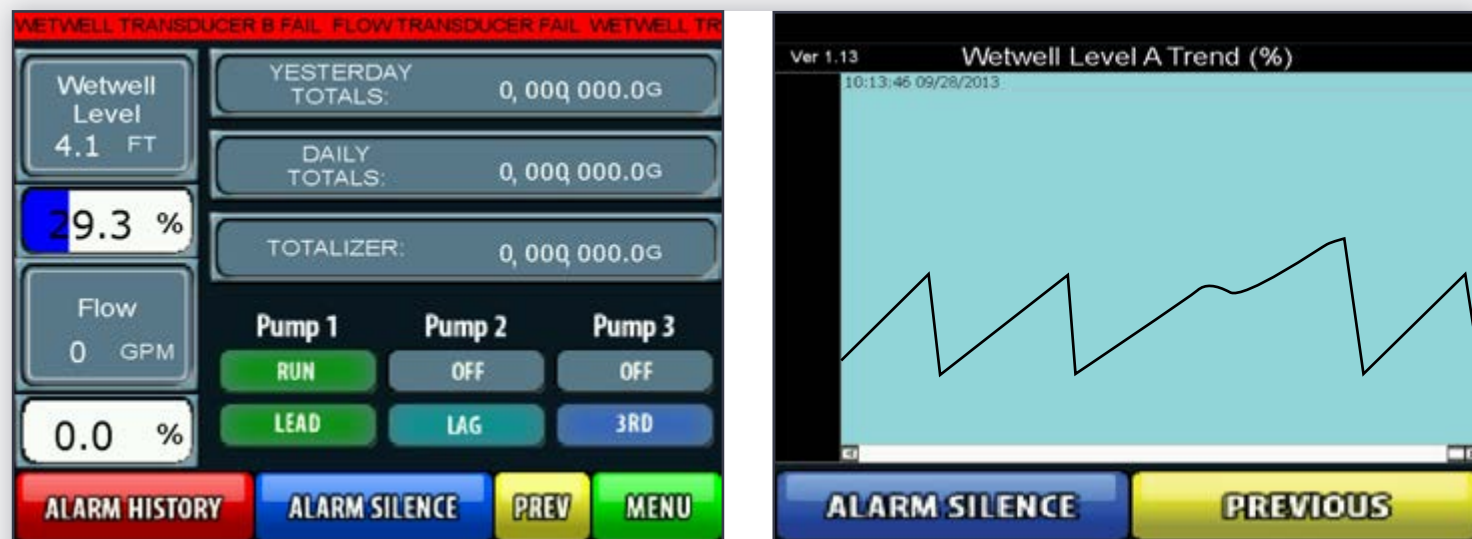 WETWELL TRANSDUCER B FAIL FLOW TRANSDUCER FAIL WETWELL TR
Wetwell
Level
4.1 FT
29.3 %
Flow
0 GPM
0.0 %
YESTERDAY
TOTALS:
0,000,000.0G
DAILY
TOTALS:
0,000,000.0G
TOTALIZER:
0,000,000.0G
Pump 1 Pump 2 Pump 3
RUN OFF OFF
LEAD LAG 3RD
ALARM HISTORY ALARM SILENCE PREV MENU
Ver 1.13 Wetwell Level A Trend (%)
10:13:46 09/28/2013
ALARM SILENCE PREVIOUS